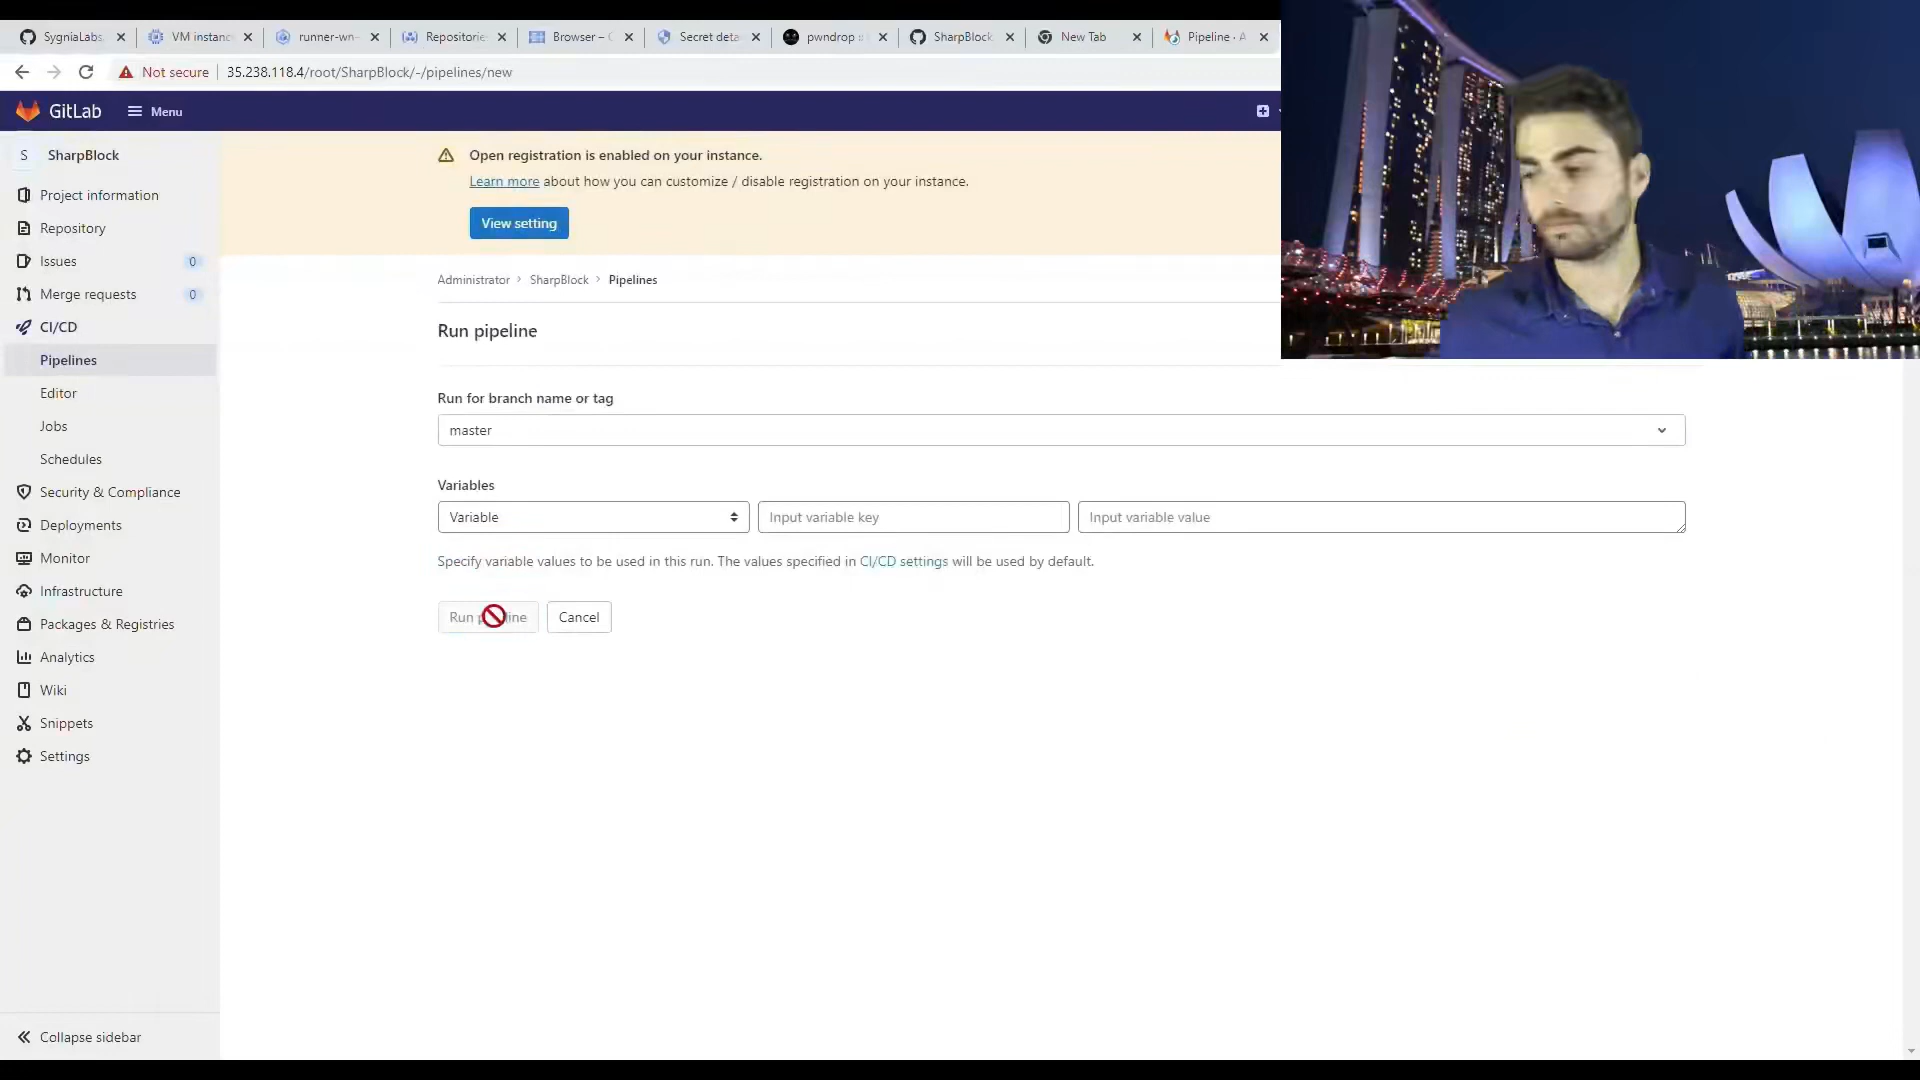 SygniaLabs
VM instanc
runner-wn-
Repositorie
Browser – C
Secret deta
pwndrop ::
SharpBlock
New Tab
Pipeline · A
Not secure
35.238.118.4/root/SharpBlock/-/pipelines/new
GitLab
Menu
S
SharpBlock
Project information
Repository
Issues
0
Merge requests
0
CI/CD
Pipelines
Editor
Jobs
Schedules
Security & Compliance
Deployments
Monitor
Infrastructure
Packages & Registries
Analytics
Wiki
Snippets
Settings
Collapse sidebar
Open registration is enabled on your instance.
Learn more about how you can customize / disable registration on your instance.
View setting
Administrator > SharpBlock > Pipelines
Run pipeline
Run for branch name or tag
master
Variables
Variable
Input variable key
Input variable value
Specify variable values to be used in this run. The values specified in CI/CD settings will be used by default.
Run p ine
Cancel